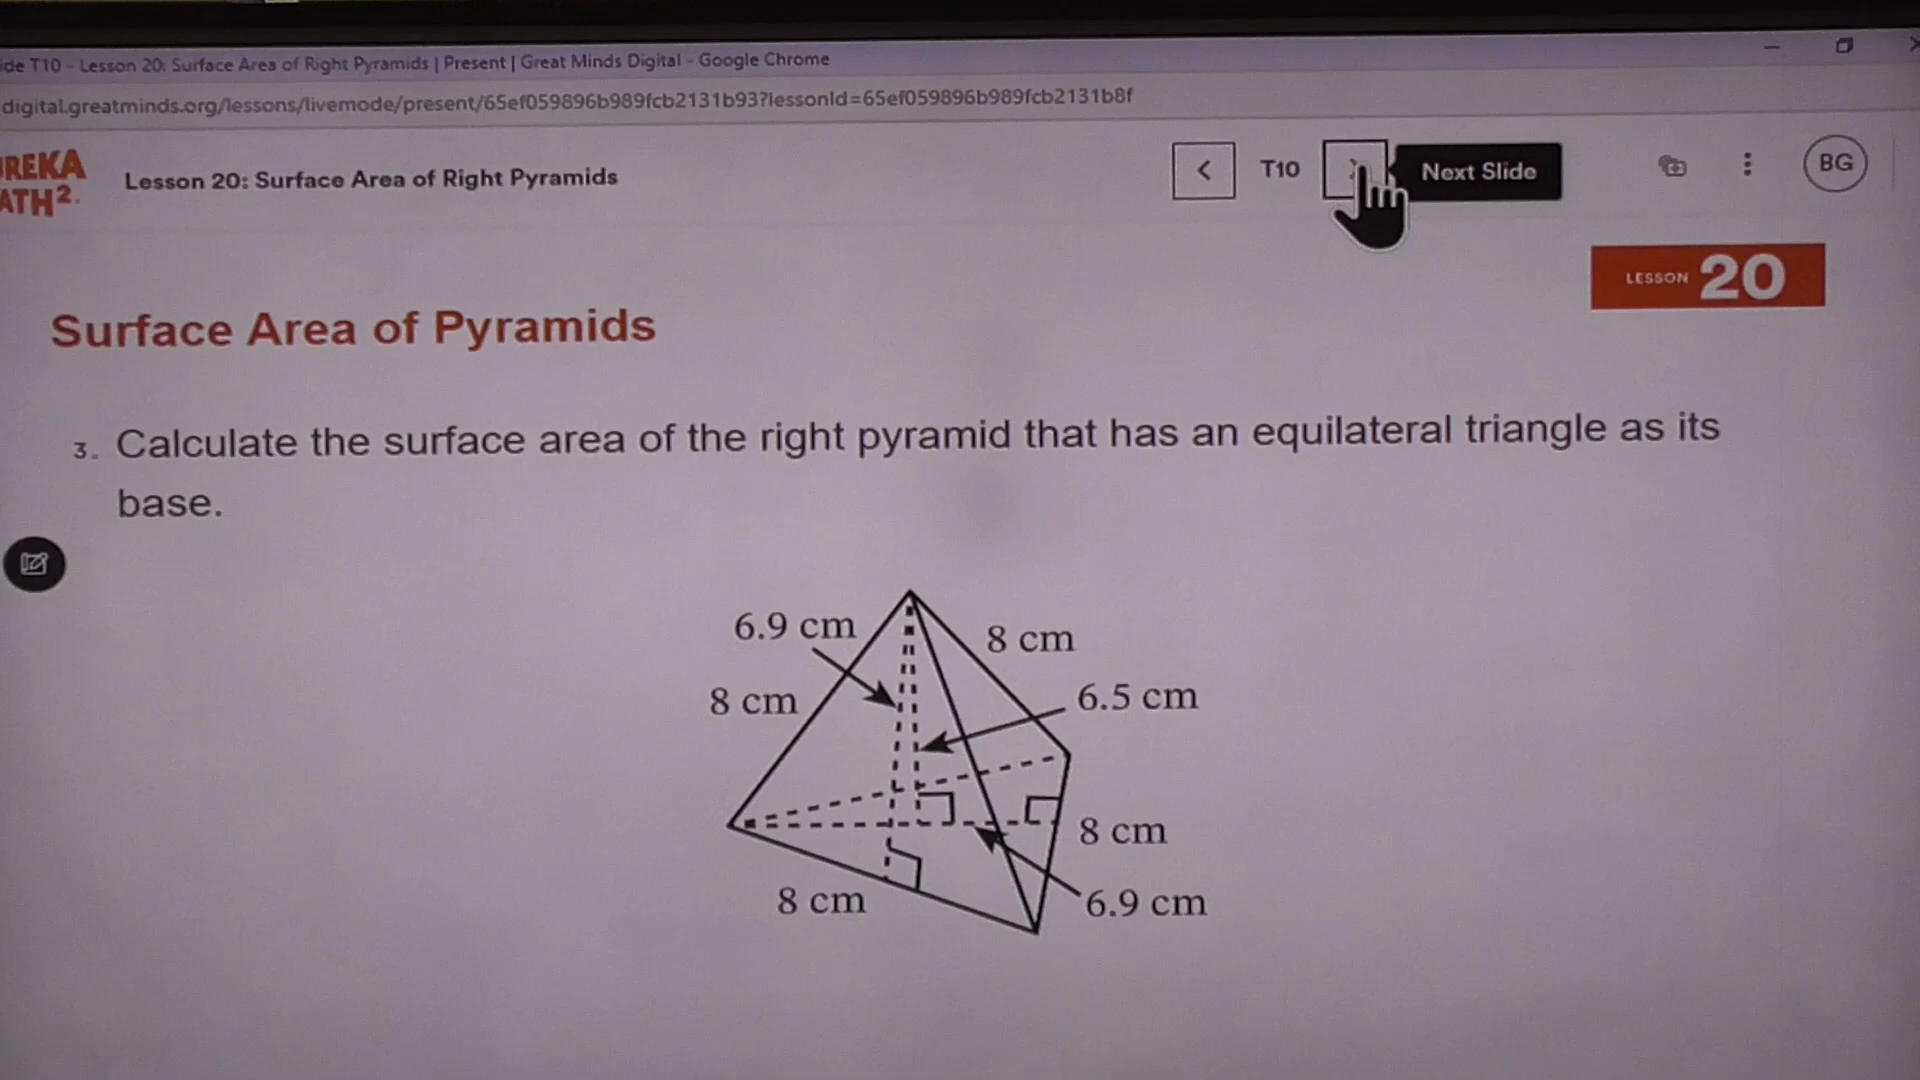 ide T10 - Lesson 20: Surface Area of Right Pyramids | Present | Great Minds Digital - Google Chrome
digital.greatminds.org/lessons/livemode/present/65ef059896b989fcb2131b93?lessonId=65ef059896b989fcb2131b8f
UREKA
ATH2.
Lesson 20: Surface Area of Right Pyramids
T10
Next Slide
BG
LESSON 20
Surface Area of Pyramids
3. Calculate the surface area of the right pyramid that has an equilateral triangle as its
base.
6.9 cm
8 cm
8 cm
6.5 cm
8 cm
8 cm
6.9 cm